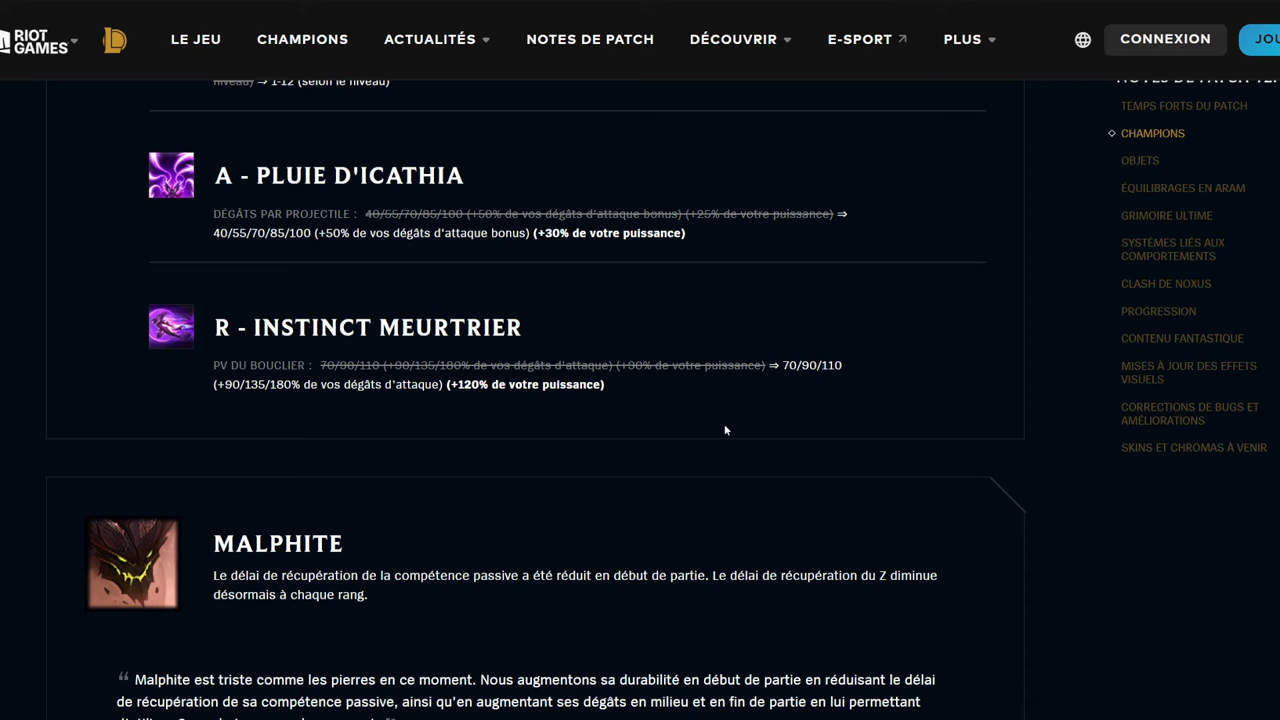 RIOT GAMES LE JEU CHAMPIONS ACTUALITÉS NOTES DE PATCH DÉCOUVRIR E-SPORT PLUS CONNEXION
niveau) → 1-12 (selon le niveau)
A - PLUIE D'ICATHIA
DÉGÂTS PAR PROJECTILE : 40/55/70/85/100 (+50% de vos dégâts d'attaque bonus) (+25% de votre puissance) ⇒
40/55/70/85/100 (+50% de vos dégâts d'attaque bonus) (+30% de votre puissance)
R - INSTINCT MEURTRIER
PV DU BOUCLIER : 70/90/110 (+90/135/180% de vos dégâts d'attaque) (+90% de votre puissance) ⇒ 70/90/110
(+90/135/180% de vos dégâts d'attaque) (+120% de votre puissance)
MALPHITE
Le délai de récupération de la compétence passive a été réduit en début de partie. Le délai de récupération du Z diminue
désormais à chaque rang.
“ Malphite est triste comme les pierres en ce moment. Nous augmentons sa durabilité en début de partie en réduisant le délai
de récupération de sa compétence passive, ainsi qu'en augmentant ses dégâts en milieu et en fin de partie en lui permettant
NOTES DE PATCH
TEMPS FORTS DU PATCH
CHAMPIONS
OBJETS
ÉQUILIBRAGES EN ARAM
GRIMOIRE ULTIME
SYSTÈMES LIÉS AUX
COMPORTEMENTS
CLASH DE NOXUS
PROGRESSION
CONTENU FANTASTIQUE
MISES À JOUR DES EFFETS
VISUELS
CORRECTIONS DE BUGS ET
AMÉLIORATIONS
SKINS ET CHROMAS À VENIR